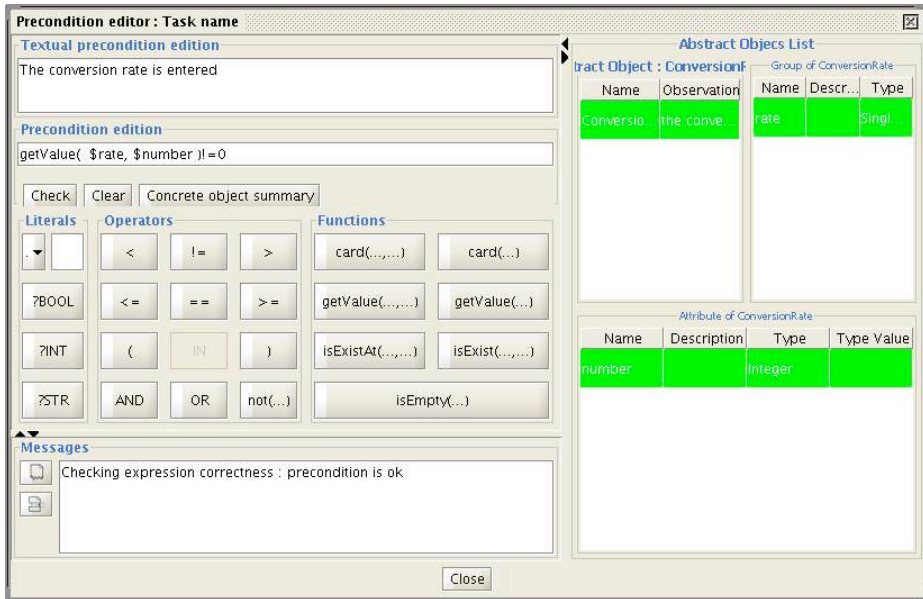 Precondition editor : Task name
Textual precondition edition
The conversion rate is entered
Precondition edition
getValue( $rate, $number )!=0
Check Clear Concrete object summary
Literals Operators Functions
. < != > card(...,...) card(...)
?BOOL <= == >= getValue(...,...) getValue(...)
?INT ( IN ) isExistAt(...,...) isExist(...,...)
?STR AND OR not(...) isEmpty(...)
Messages
Checking expression correctness : precondition is ok
Abstract Objecs List
tract Object : ConversionR
Name Observation
Conversio... the conve...
Group of ConversionRate
Name Descr... Type
rate Singl...
Attribute of ConversionRate
Name Description Type Type Value
number Integer
Close